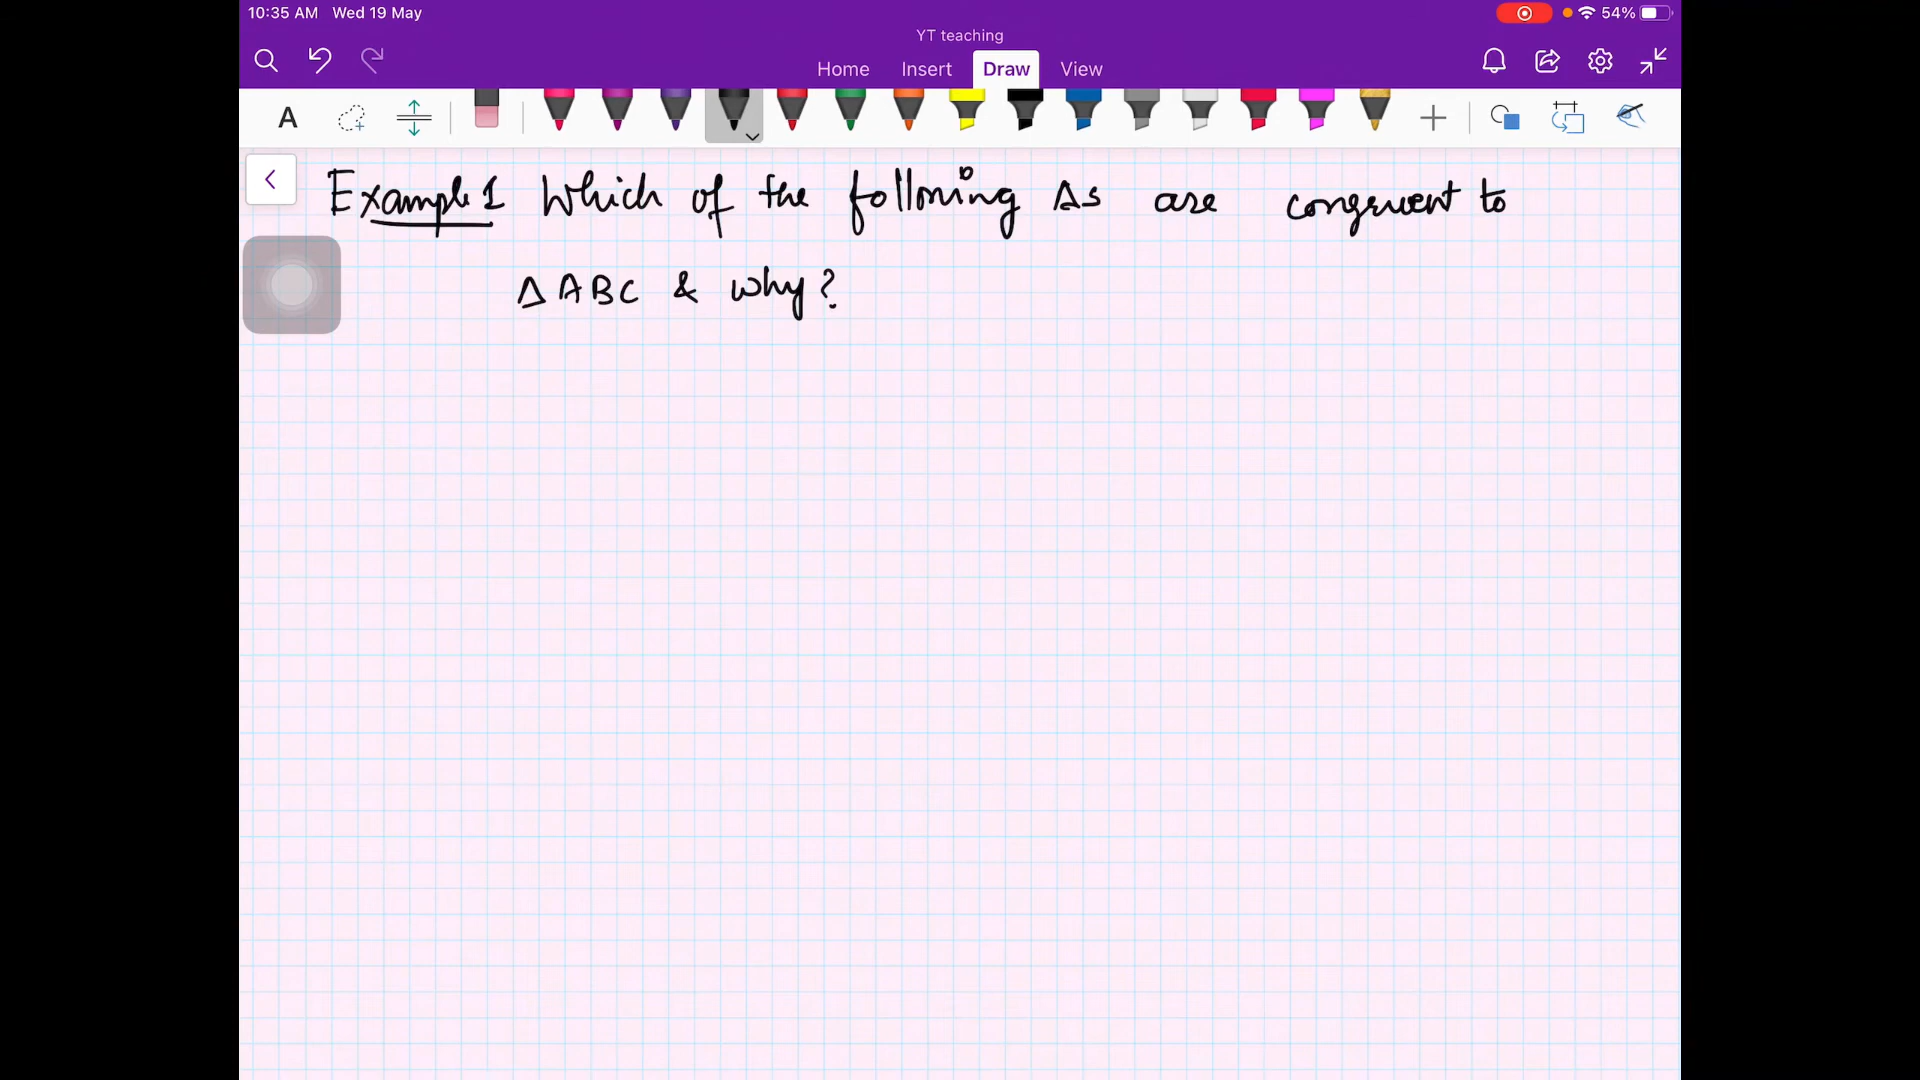 10:35 AM Wed 19 May 54%
YT teaching
Home Insert Draw View
A
Example 1 Which of the following Δs are congruent to
Δ ABC & why?